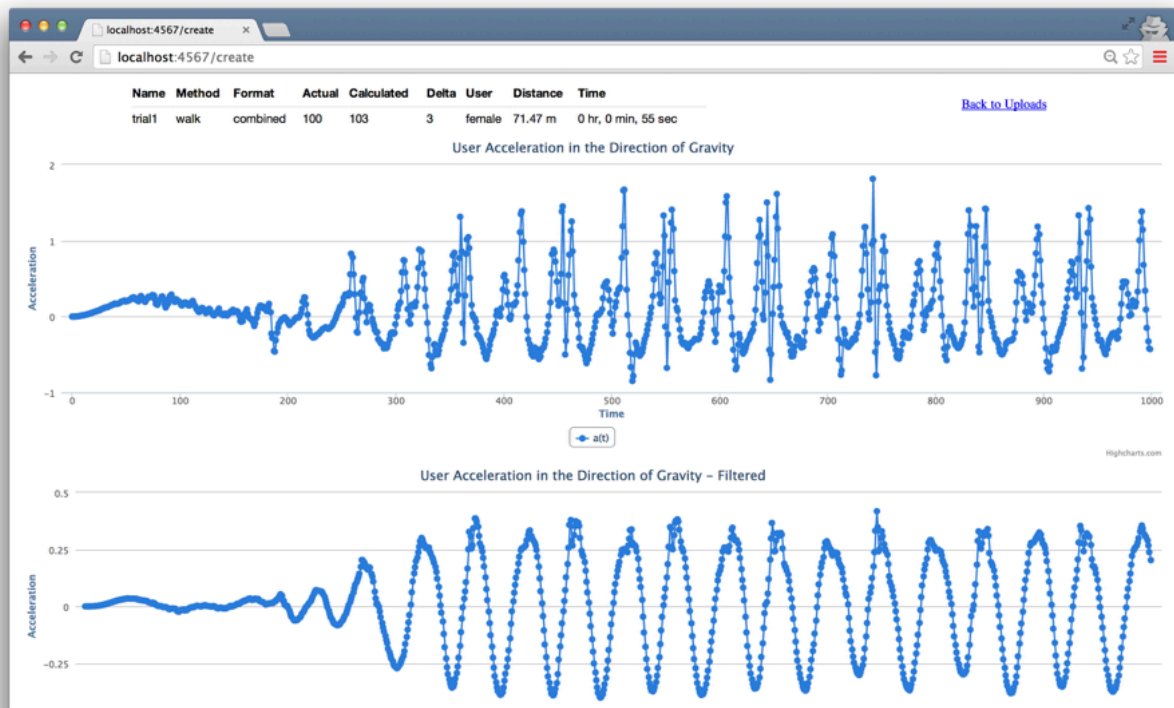 localhost:4567/create
localhost:4567/create
Name Method Format Actual Calculated Delta User Distance Time
trial1 walk combined 100 103 3 female 71.47 m 0 hr, 0 min, 55 sec
Back to Uploads
User Acceleration in the Direction of Gravity
Acceleration
2
1
0
-1
0 100 200 300 400 500 600 700 800 900 1000
Time
a(t)
Highcharts.com
User Acceleration in the Direction of Gravity - Filtered
Acceleration
0.5
0.25
0
-0.25